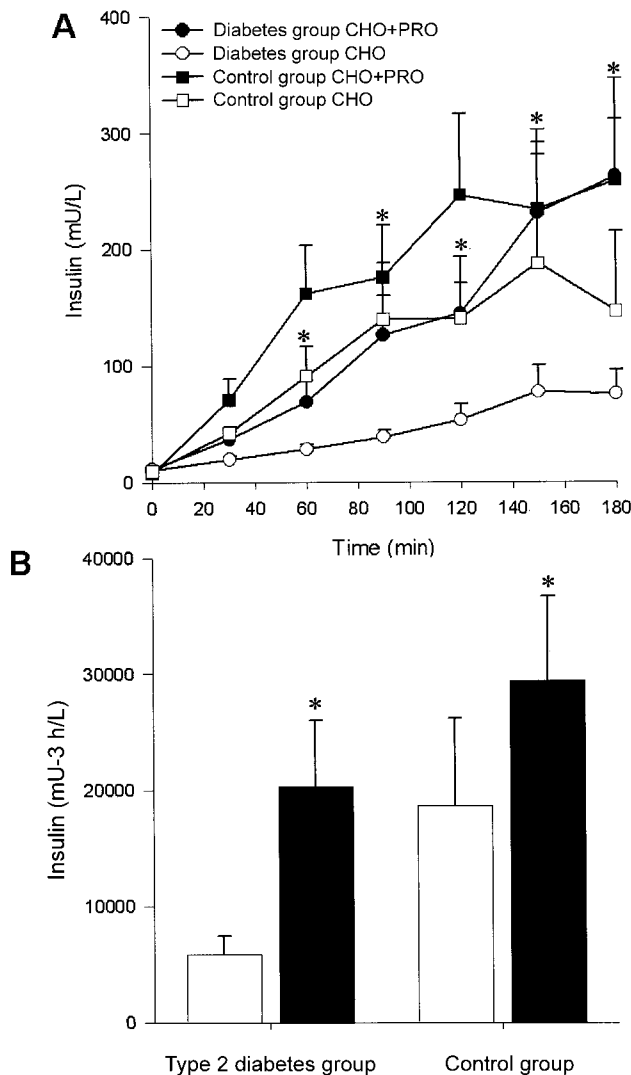 A
Diabetes group CHO+PRO
Diabetes group CHO
Control group CHO+PRO
Control group CHO
400
300
200
100
0
Insulin (mU/L)
*
*
*
*
*
0 20 40 60 80 100 120 140 160 180
Time (min)
B
40000
30000
20000
10000
0
Insulin (mU-3 h/L)
*
*
Type 2 diabetes group Control group